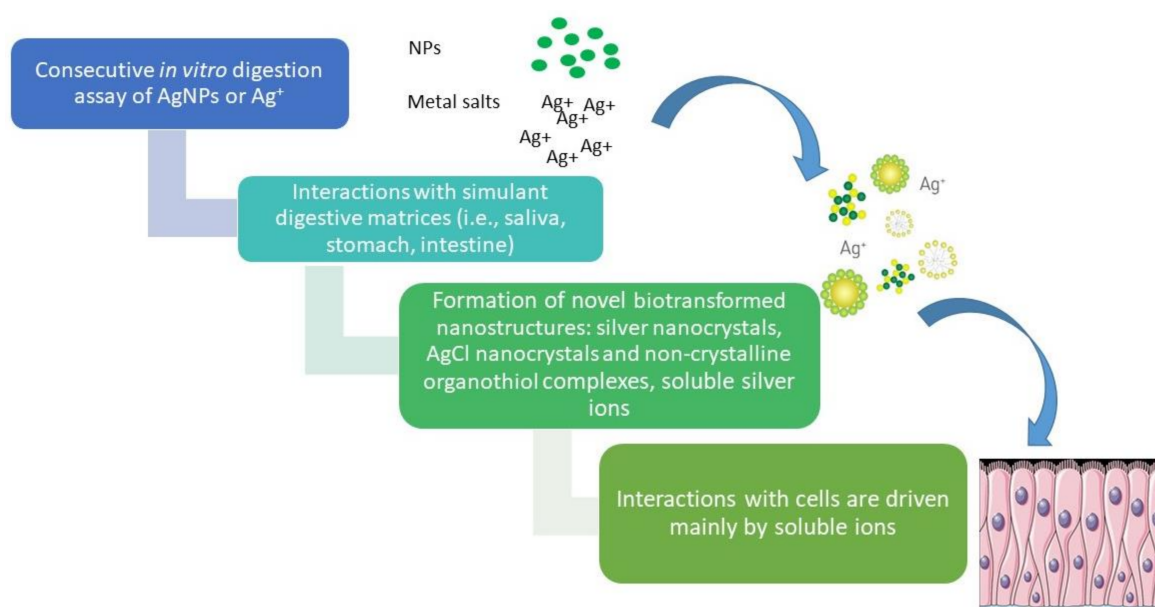 Consecutive in vitro digestion
assay of AgNPs or Ag⁺
NPs
Metal salts
Ag+
Ag+
Ag+
Ag+
Ag+
Ag+
Interactions with simulant
digestive matrices (i.e., saliva,
stomach, intestine)
Ag⁺
Ag⁺
Formation of novel biotransformed
nanostructures: silver nanocrystals,
AgCl nanocrystals and non-crystalline
organothiol complexes, soluble silver
ions
Interactions with cells are driven
mainly by soluble ions